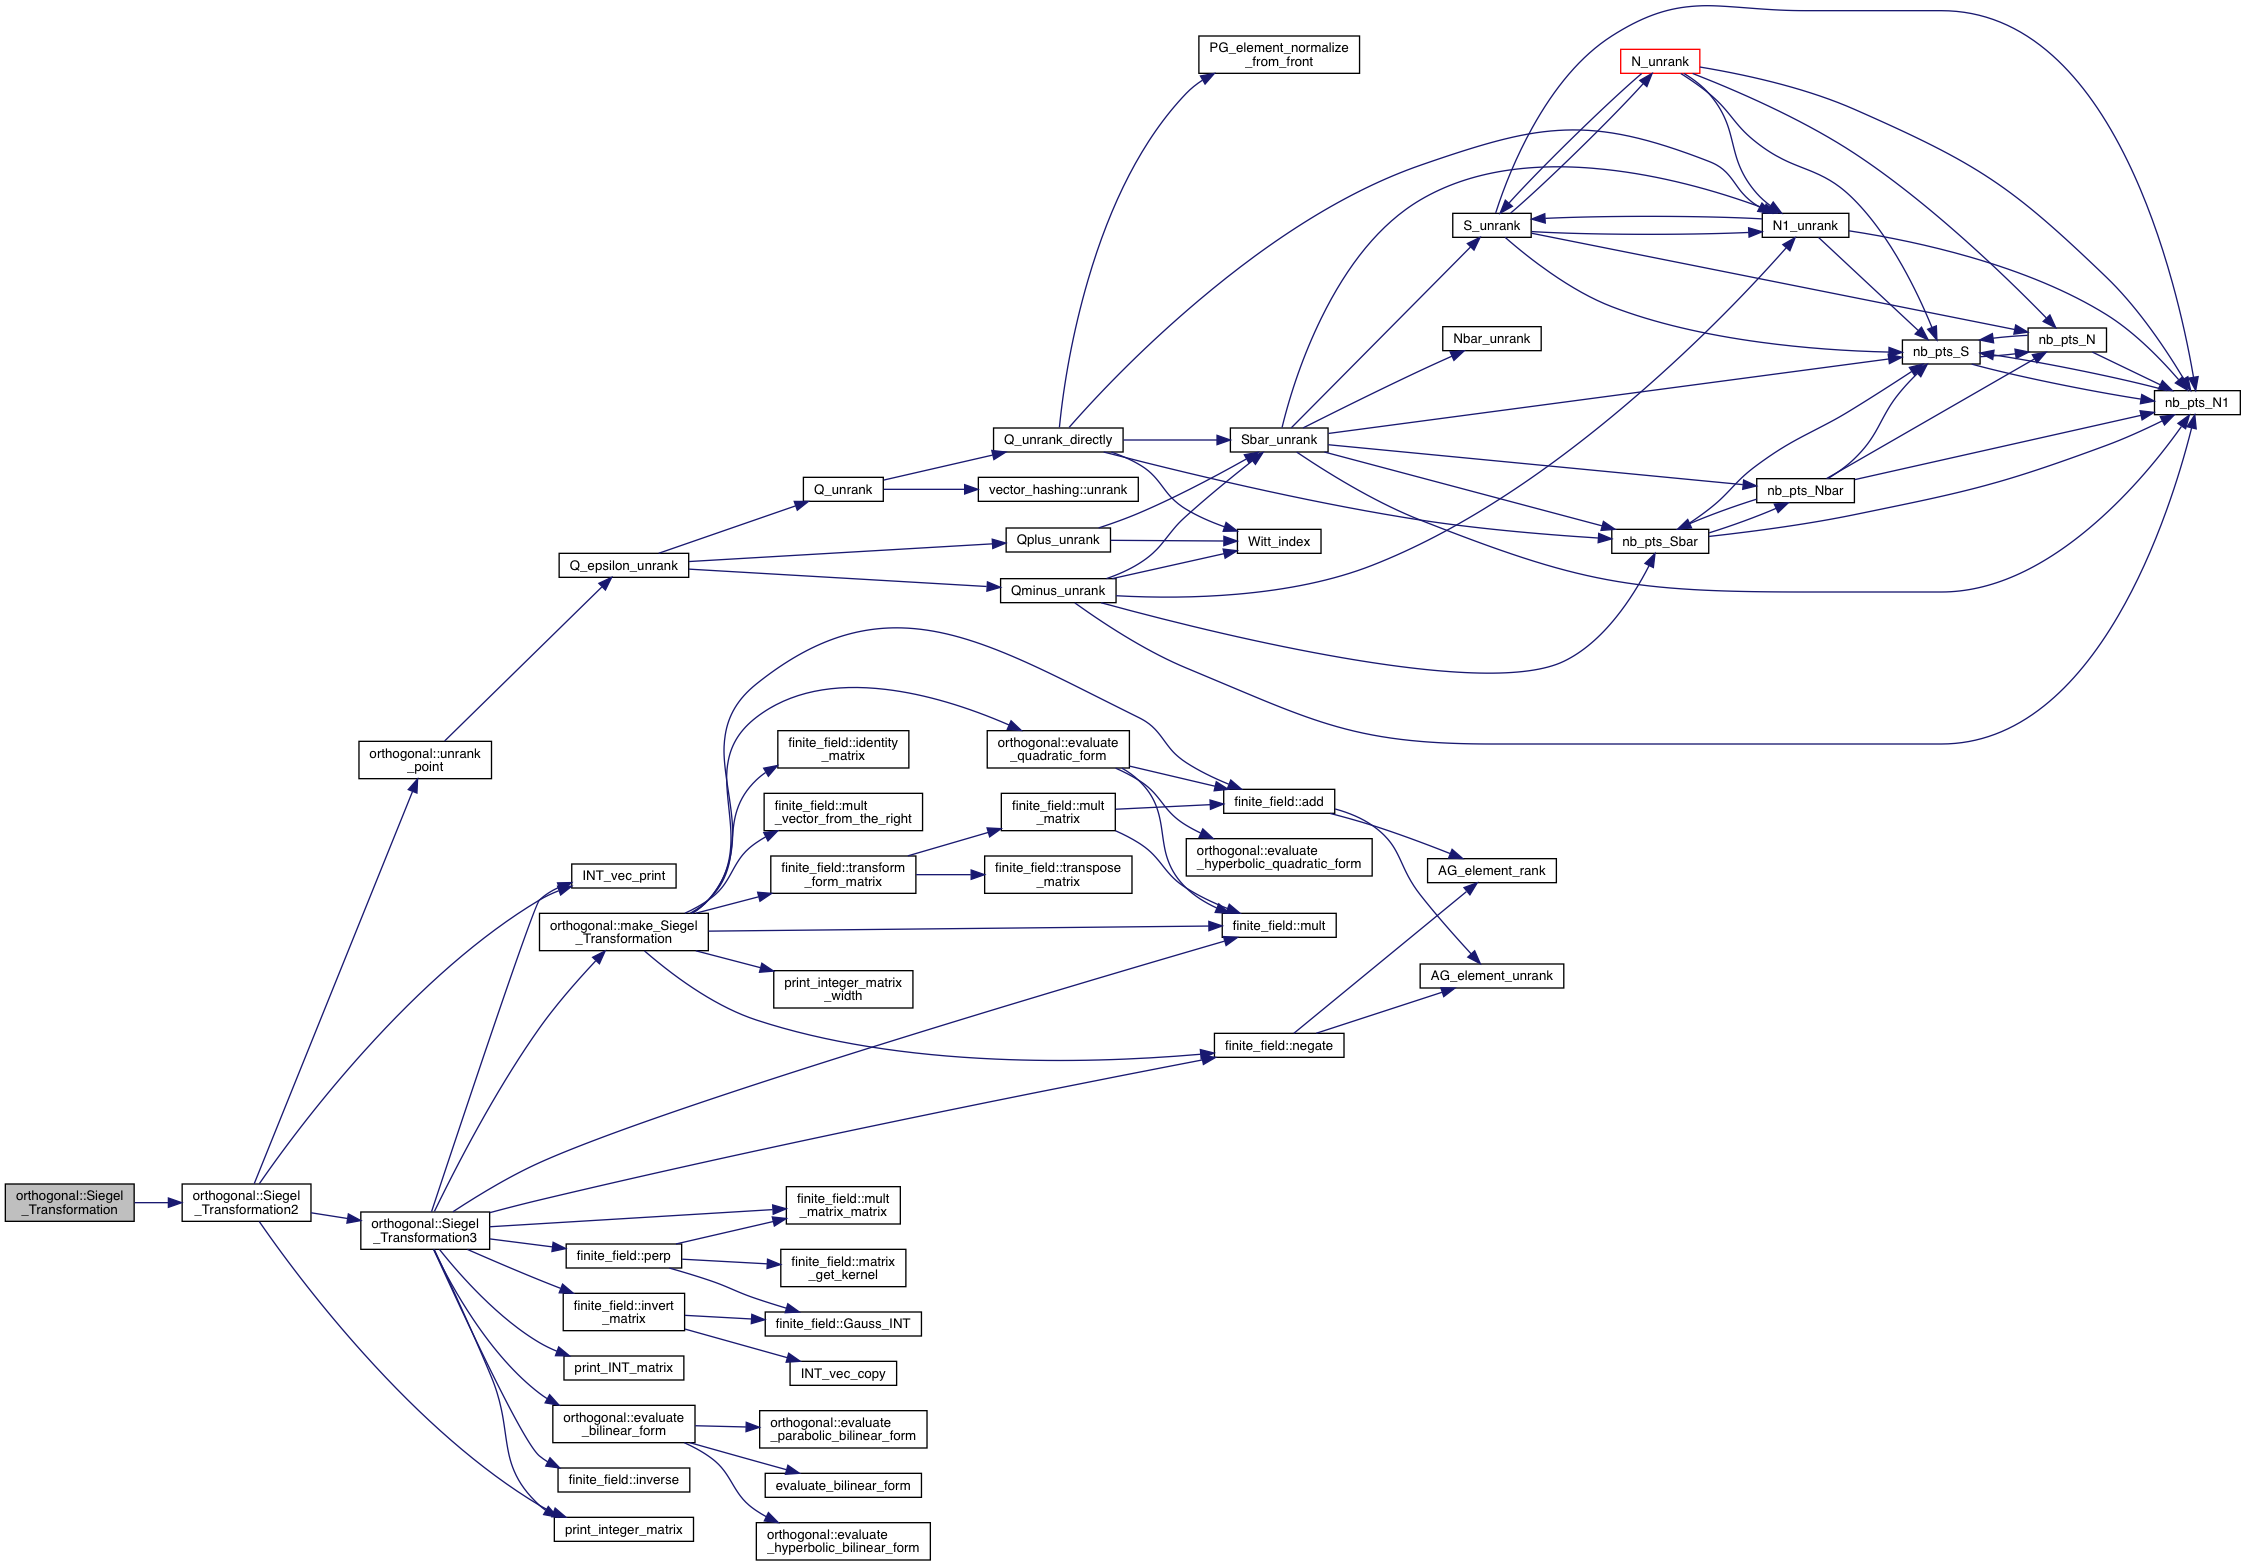 PG_element_normalize
_from_front
N_unrank
S_unrank
N1_unrank
Nbar_unrank
nb_pts_S
nb_pts_N
nb_pts_N1
Q_unrank_directly
Sbar_unrank
Q_unrank
vector_hashing::unrank
nb_pts_Nbar
Qplus_unrank
Witt_index
nb_pts_Sbar
Q_epsilon_unrank
Qminus_unrank
orthogonal::unrank
_point
finite_field::identity
_matrix
orthogonal::evaluate
_quadratic_form
finite_field::mult
_vector_from_the_right
finite_field::mult
_matrix
finite_field::add
orthogonal::evaluate
_hyperbolic_quadratic_form
INT_vec_print
finite_field::transform
_form_matrix
finite_field::transpose
_matrix
AG_element_rank
orthogonal::make_Siegel
_Transformation
finite_field::mult
print_integer_matrix
_width
AG_element_unrank
finite_field::negate
orthogonal::Siegel
_Transformation
orthogonal::Siegel
_Transformation2
orthogonal::Siegel
_Transformation3
finite_field::mult
_matrix_matrix
finite_field::perp
finite_field::matrix
_get_kernel
finite_field::invert
_matrix
finite_field::Gauss_INT
print_INT_matrix
INT_vec_copy
orthogonal::evaluate
_bilinear_form
orthogonal::evaluate
_parabolic_bilinear_form
finite_field::inverse
evaluate_bilinear_form
print_integer_matrix
orthogonal::evaluate
_hyperbolic_bilinear_form